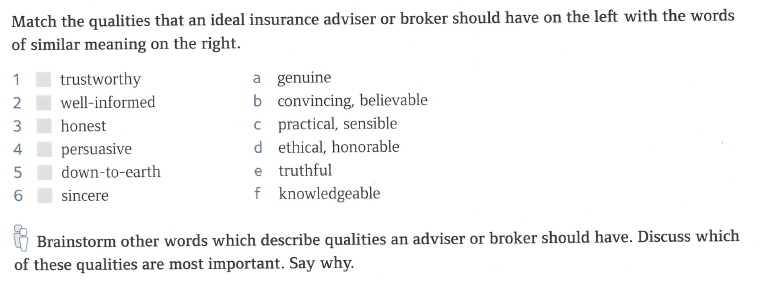 Match the qualities that an ideal insurance adviser or broker should have on the left with the words
of similar meaning on the right.
1 trustworthy a genuine
2 well-informed b convincing, believable
3 honest c practical, sensible
4 persuasive d ethical, honorable
5 down-to-earth e truthful
6 sincere f knowledgeable
Brainstorm other words which describe qualities an adviser or broker should have. Discuss which
of these qualities are most important. Say why.